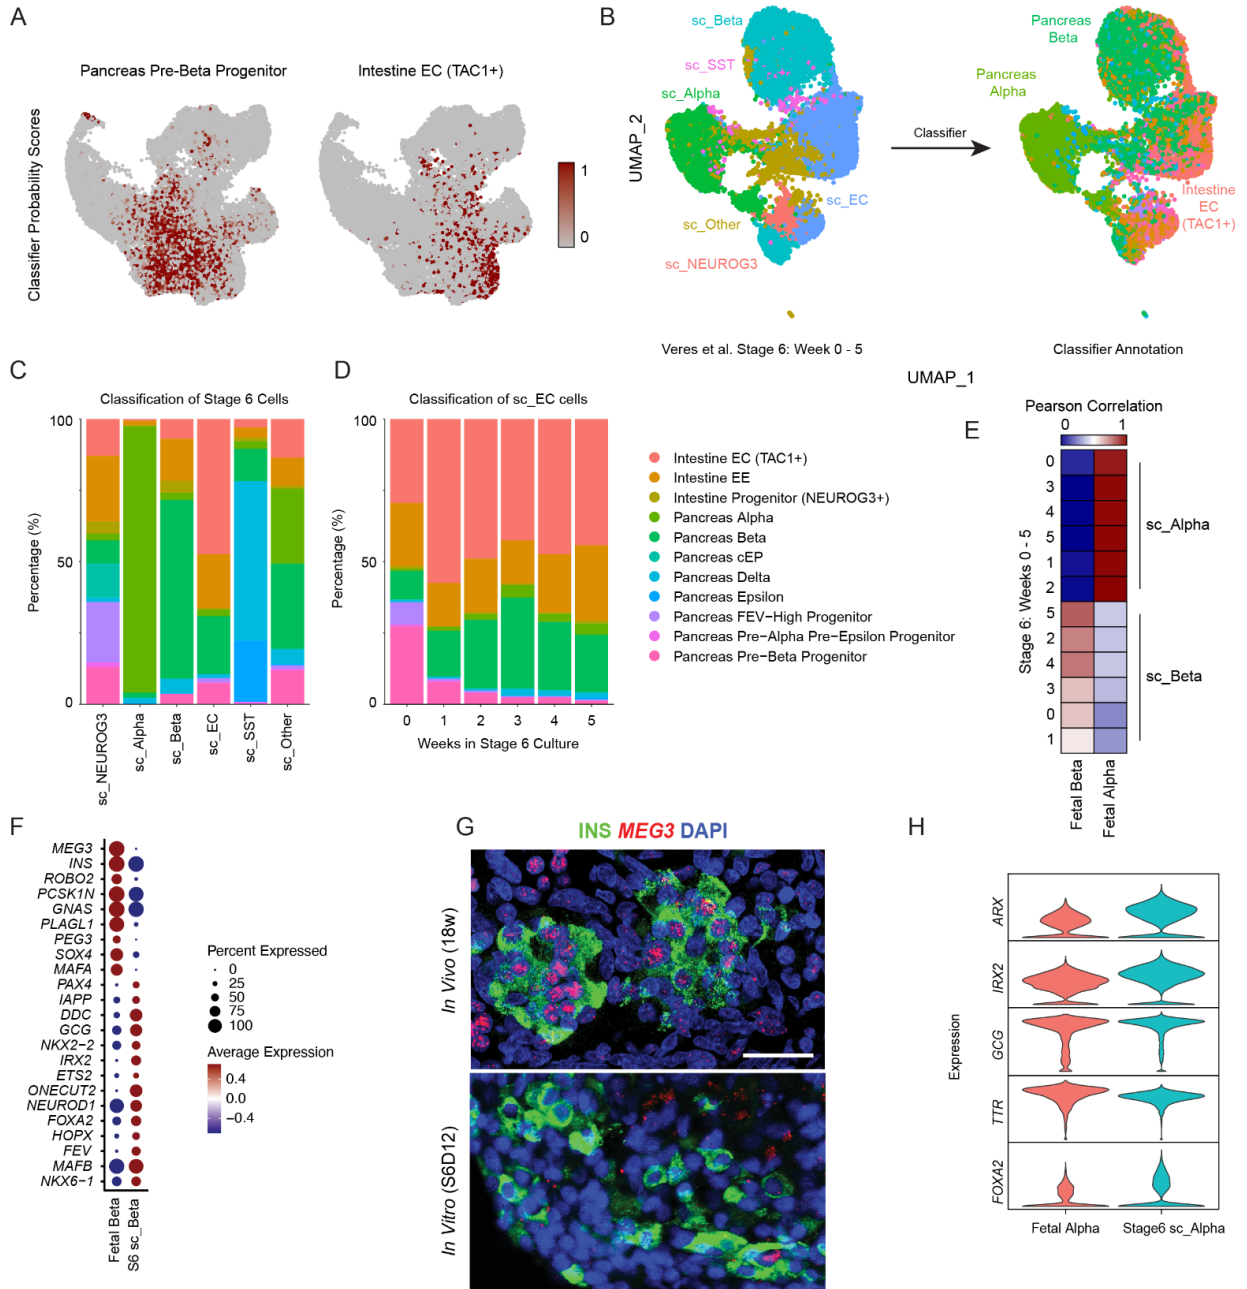 A
Pancreas Pre-Beta Progenitor
Intestine EC (TAC1+)
Classifier Probability Scores
1
0
B
sc_Beta
sc_SST
sc_Alpha
sc_EC
sc_Other
sc_NEUROG3
UMAP_2
Classifier
Pancreas
Beta
Pancreas
Alpha
Intestine
EC
(TAC1+)
Veres et al. Stage 6: Week 0 - 5
Classifier Annotation
UMAP_1
C
Classification of Stage 6 Cells
Percentage (%)
100
50
0
sc_NEUROG3
sc_Alpha
sc_Beta
sc_EC
sc_SST
sc_Other
D
Classification of sc_EC cells
Percentage (%)
100
50
0
0
1
2
3
4
5
Weeks in Stage 6 Culture
Intestine EC (TAC1+)
Intestine EE
Intestine Progenitor (NEUROG3+)
Pancreas Alpha
Pancreas Beta
Pancreas cEP
Pancreas Delta
Pancreas Epsilon
Pancreas FEV-High Progenitor
Pancreas Pre-Alpha Pre-Epsilon Progenitor
Pancreas Pre-Beta Progenitor
E
Pearson Correlation
0
1
Stage 6: Weeks 0 - 5
0
3
4
5
1
2
5
2
4
3
0
1
sc_Alpha
sc_Beta
Fetal Beta
Fetal Alpha
F
MEG3
INS
ROBO2
PCSK1N
GNAS
PLAGL1
PEG3
SOX4
MAFA
PAX4
IAPP
DDC
GCG
NKX2-2
IRX2
ETS2
ONECUT2
NEUROD1
FOXA2
HOPX
FEV
MAFB
NKX6-1
Fetal Beta
S6 sc_Beta
Percent Expressed
0
25
50
75
100
Average Expression
0.4
0.0
-0.4
G
INS MEG3 DAPI
In Vivo (18w)
In Vitro (S6D12)
H
Expression
ARX
IRX2
GCG
TTR
FOXA2
Fetal Alpha
Stage6 sc_Alpha